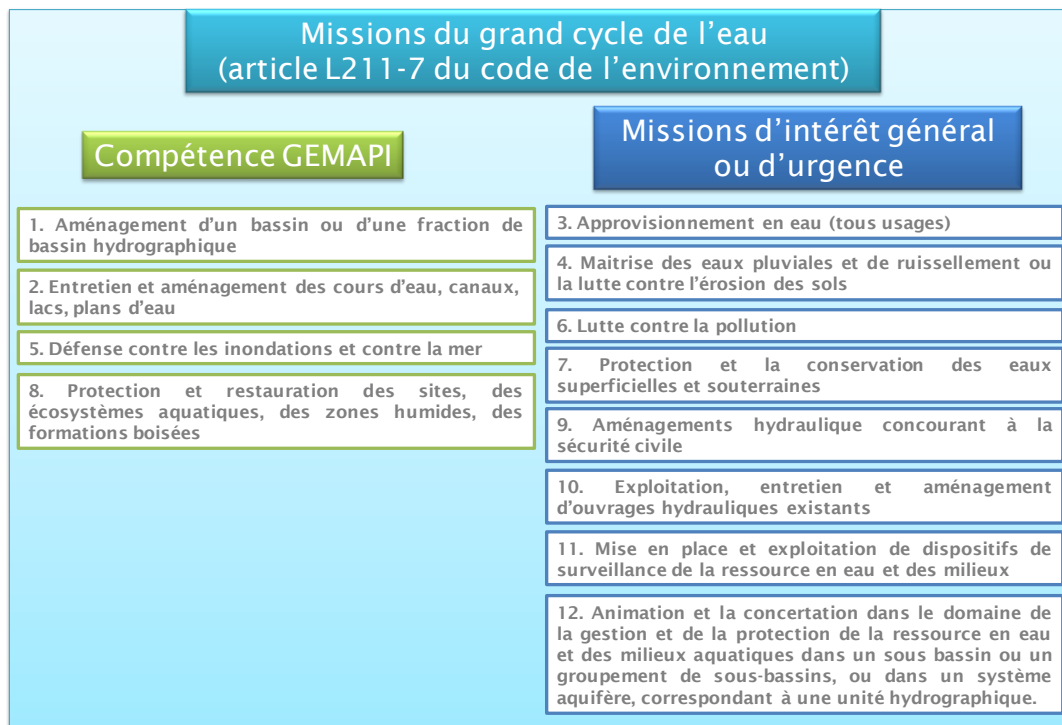 Missions du grand cycle de l'eau
(article L211-7 du code de l'environnement)
Compétence GEMAPI
1. Aménagement d'un bassin ou d'une fraction de
bassin hydrographique
2. Entretien et aménagement des cours d'eau, canaux,
lacs, plans d'eau
5. Défense contre les inondations et contre la mer
8. Protection et restauration des sites, des
écosystèmes aquatiques, des zones humides, des
formations boisées
Missions d'intérêt général
ou d'urgence
3. Approvisionnement en eau (tous usages)
4. Maitrise des eaux pluviales et de ruissellement ou
la lutte contre l'érosion des sols
6. Lutte contre la pollution
7. Protection et la conservation des eaux
superficielles et souterraines
9. Aménagements hydraulique concourant à la
sécurité civile
10. Exploitation, entretien et aménagement
d'ouvrages hydrauliques existants
11. Mise en place et exploitation de dispositifs de
surveillance de la ressource en eau et des milieux
12. Animation et la concertation dans le domaine de
la gestion et de la protection de la ressource en eau
et des milieux aquatiques dans un sous bassin ou un
groupement de sous-bassins, ou dans un système
aquifère, correspondant à une unité hydrographique.